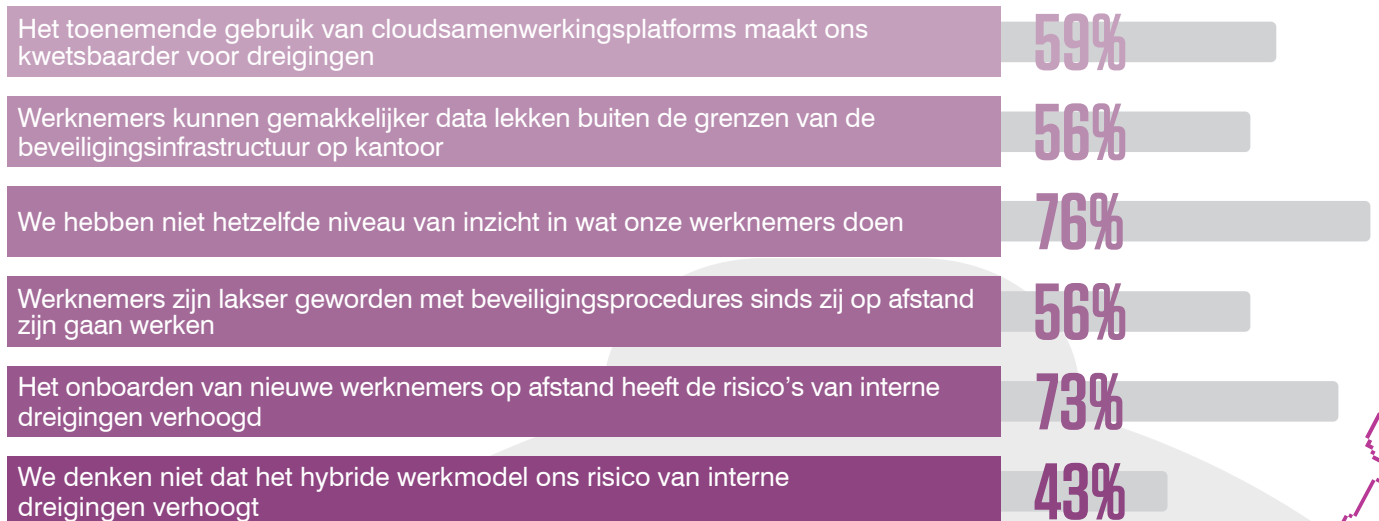 Het toenemende gebruik van cloudsamenwerkingsplatforms maakt ons
kwetsbaarder voor dreigingen
59%
Werknemers kunnen gemakkelijker data lekken buiten de grenzen van de
beveiligingsinfrastructuur op kantoor
56%
We hebben niet hetzelfde niveau van inzicht in wat onze werknemers doen
76%
Werknemers zijn lakser geworden met beveiligingsprocedures sinds zij op afstand
zijn gaan werken
56%
Het onboarden van nieuwe werknemers op afstand heeft de risico’s van interne
dreigingen verhoogd
73%
We denken niet dat het hybride werkmodel ons risico van interne
dreigingen verhoogt
43%